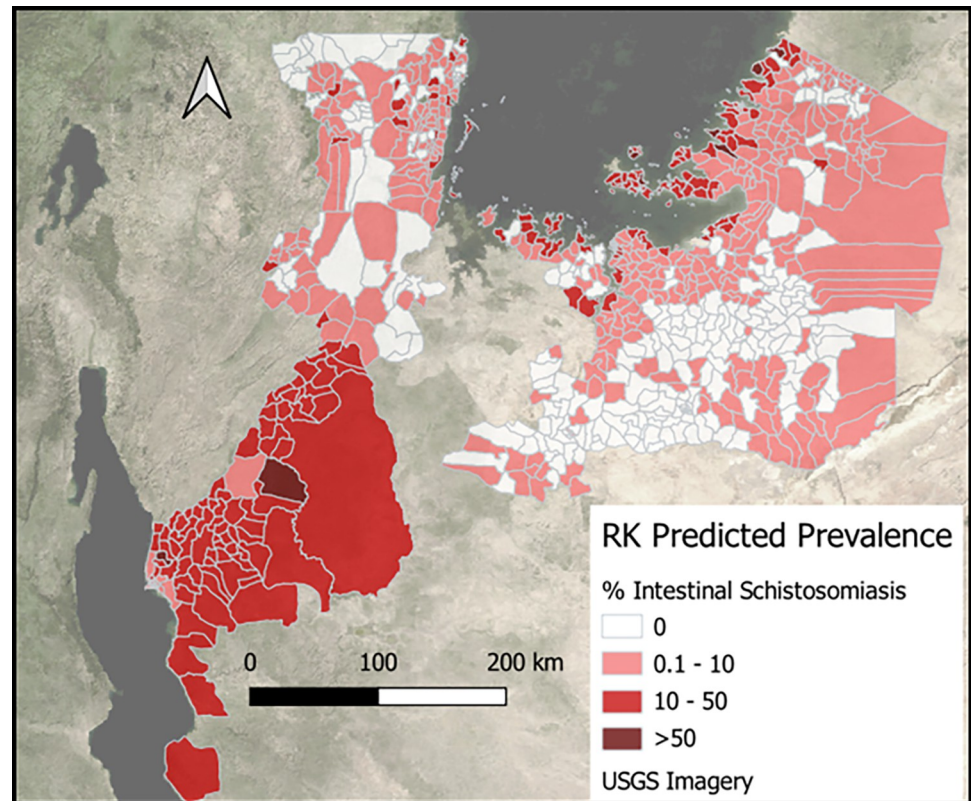 RK Predicted Prevalence
% Intestinal Schistosomiasis
0
0.1 - 10
10 - 50
>50
USGS Imagery
0 100 200 km